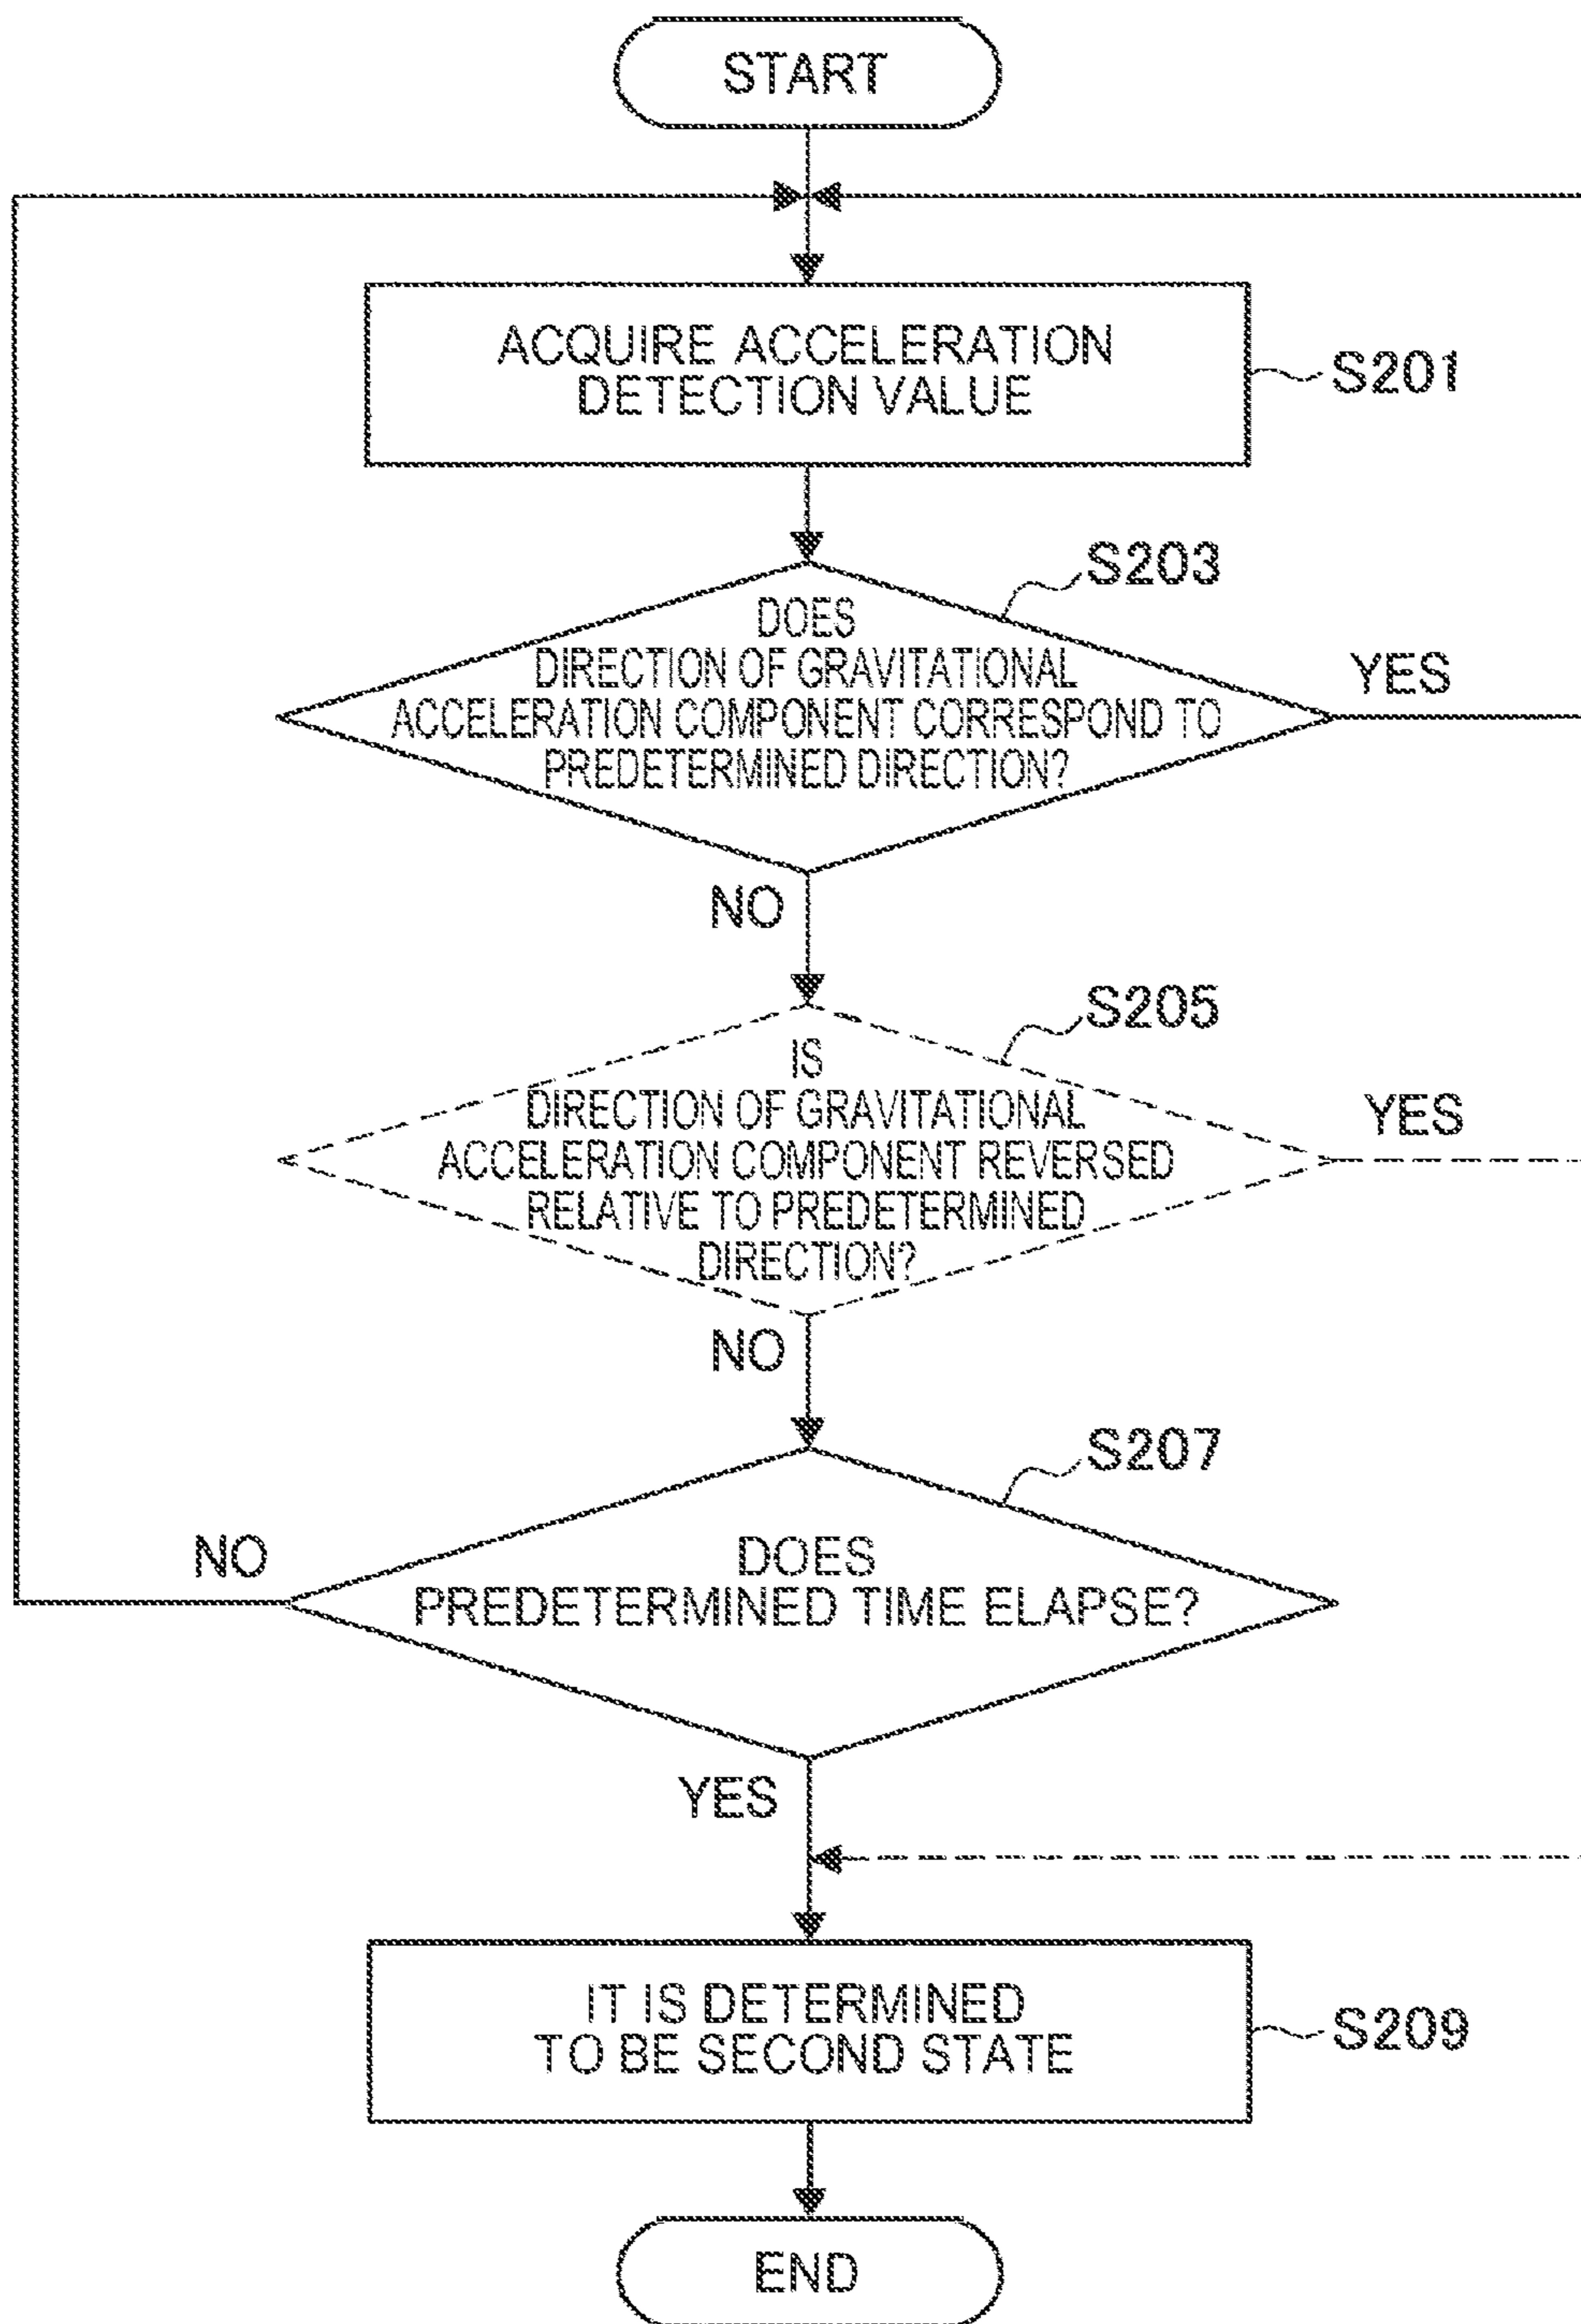 START
ACQUIRE ACCELERATION
DETECTION VALUE
S201
S203
DOES
DIRECTION OF GRAVITATIONAL
ACCELERATION COMPONENT CORRESPOND TO
PREDETERMINED DIRECTION?
YES
NO
S205
IS
DIRECTION OF GRAVITATIONAL
ACCELERATION COMPONENT REVERSED
RELATIVE TO PREDETERMINED
DIRECTION?
YES
NO
S207
DOES
PREDETERMINED TIME ELAPSE?
NO
YES
IT IS DETERMINED
TO BE SECOND STATE
S209
END